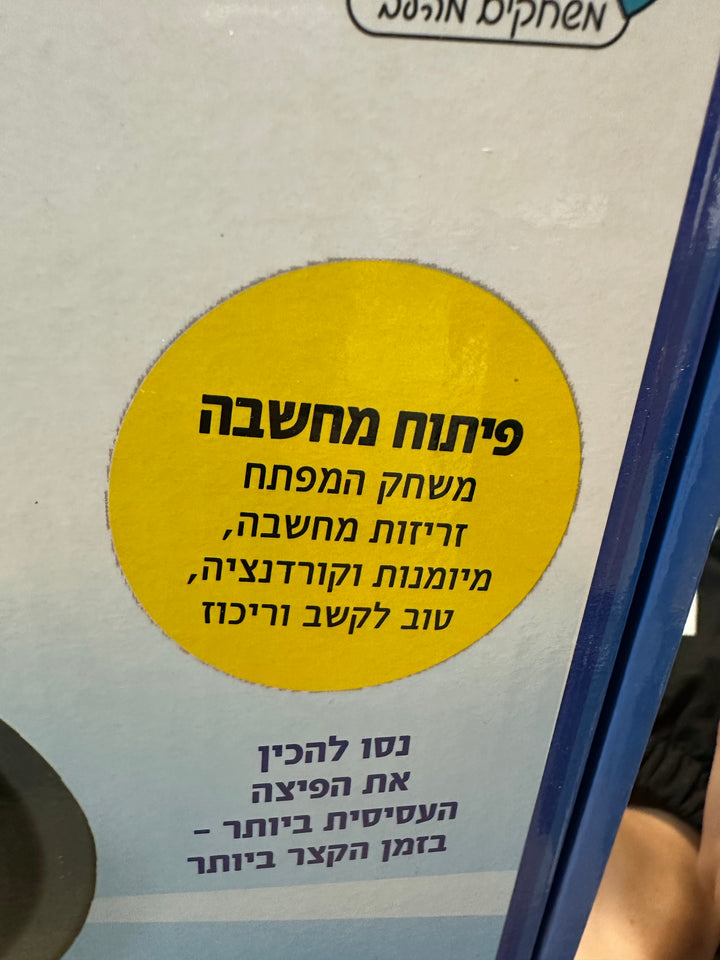 משחקים
פיתוח מחשבה
משחק המפתח
זריזות מחשבה,
מיומנות וקורדנציה,
טוב לקשב וריכוז
נסו להכין
את הפיצה
העסיסית ביותר –
בזמן הקצר ביותר